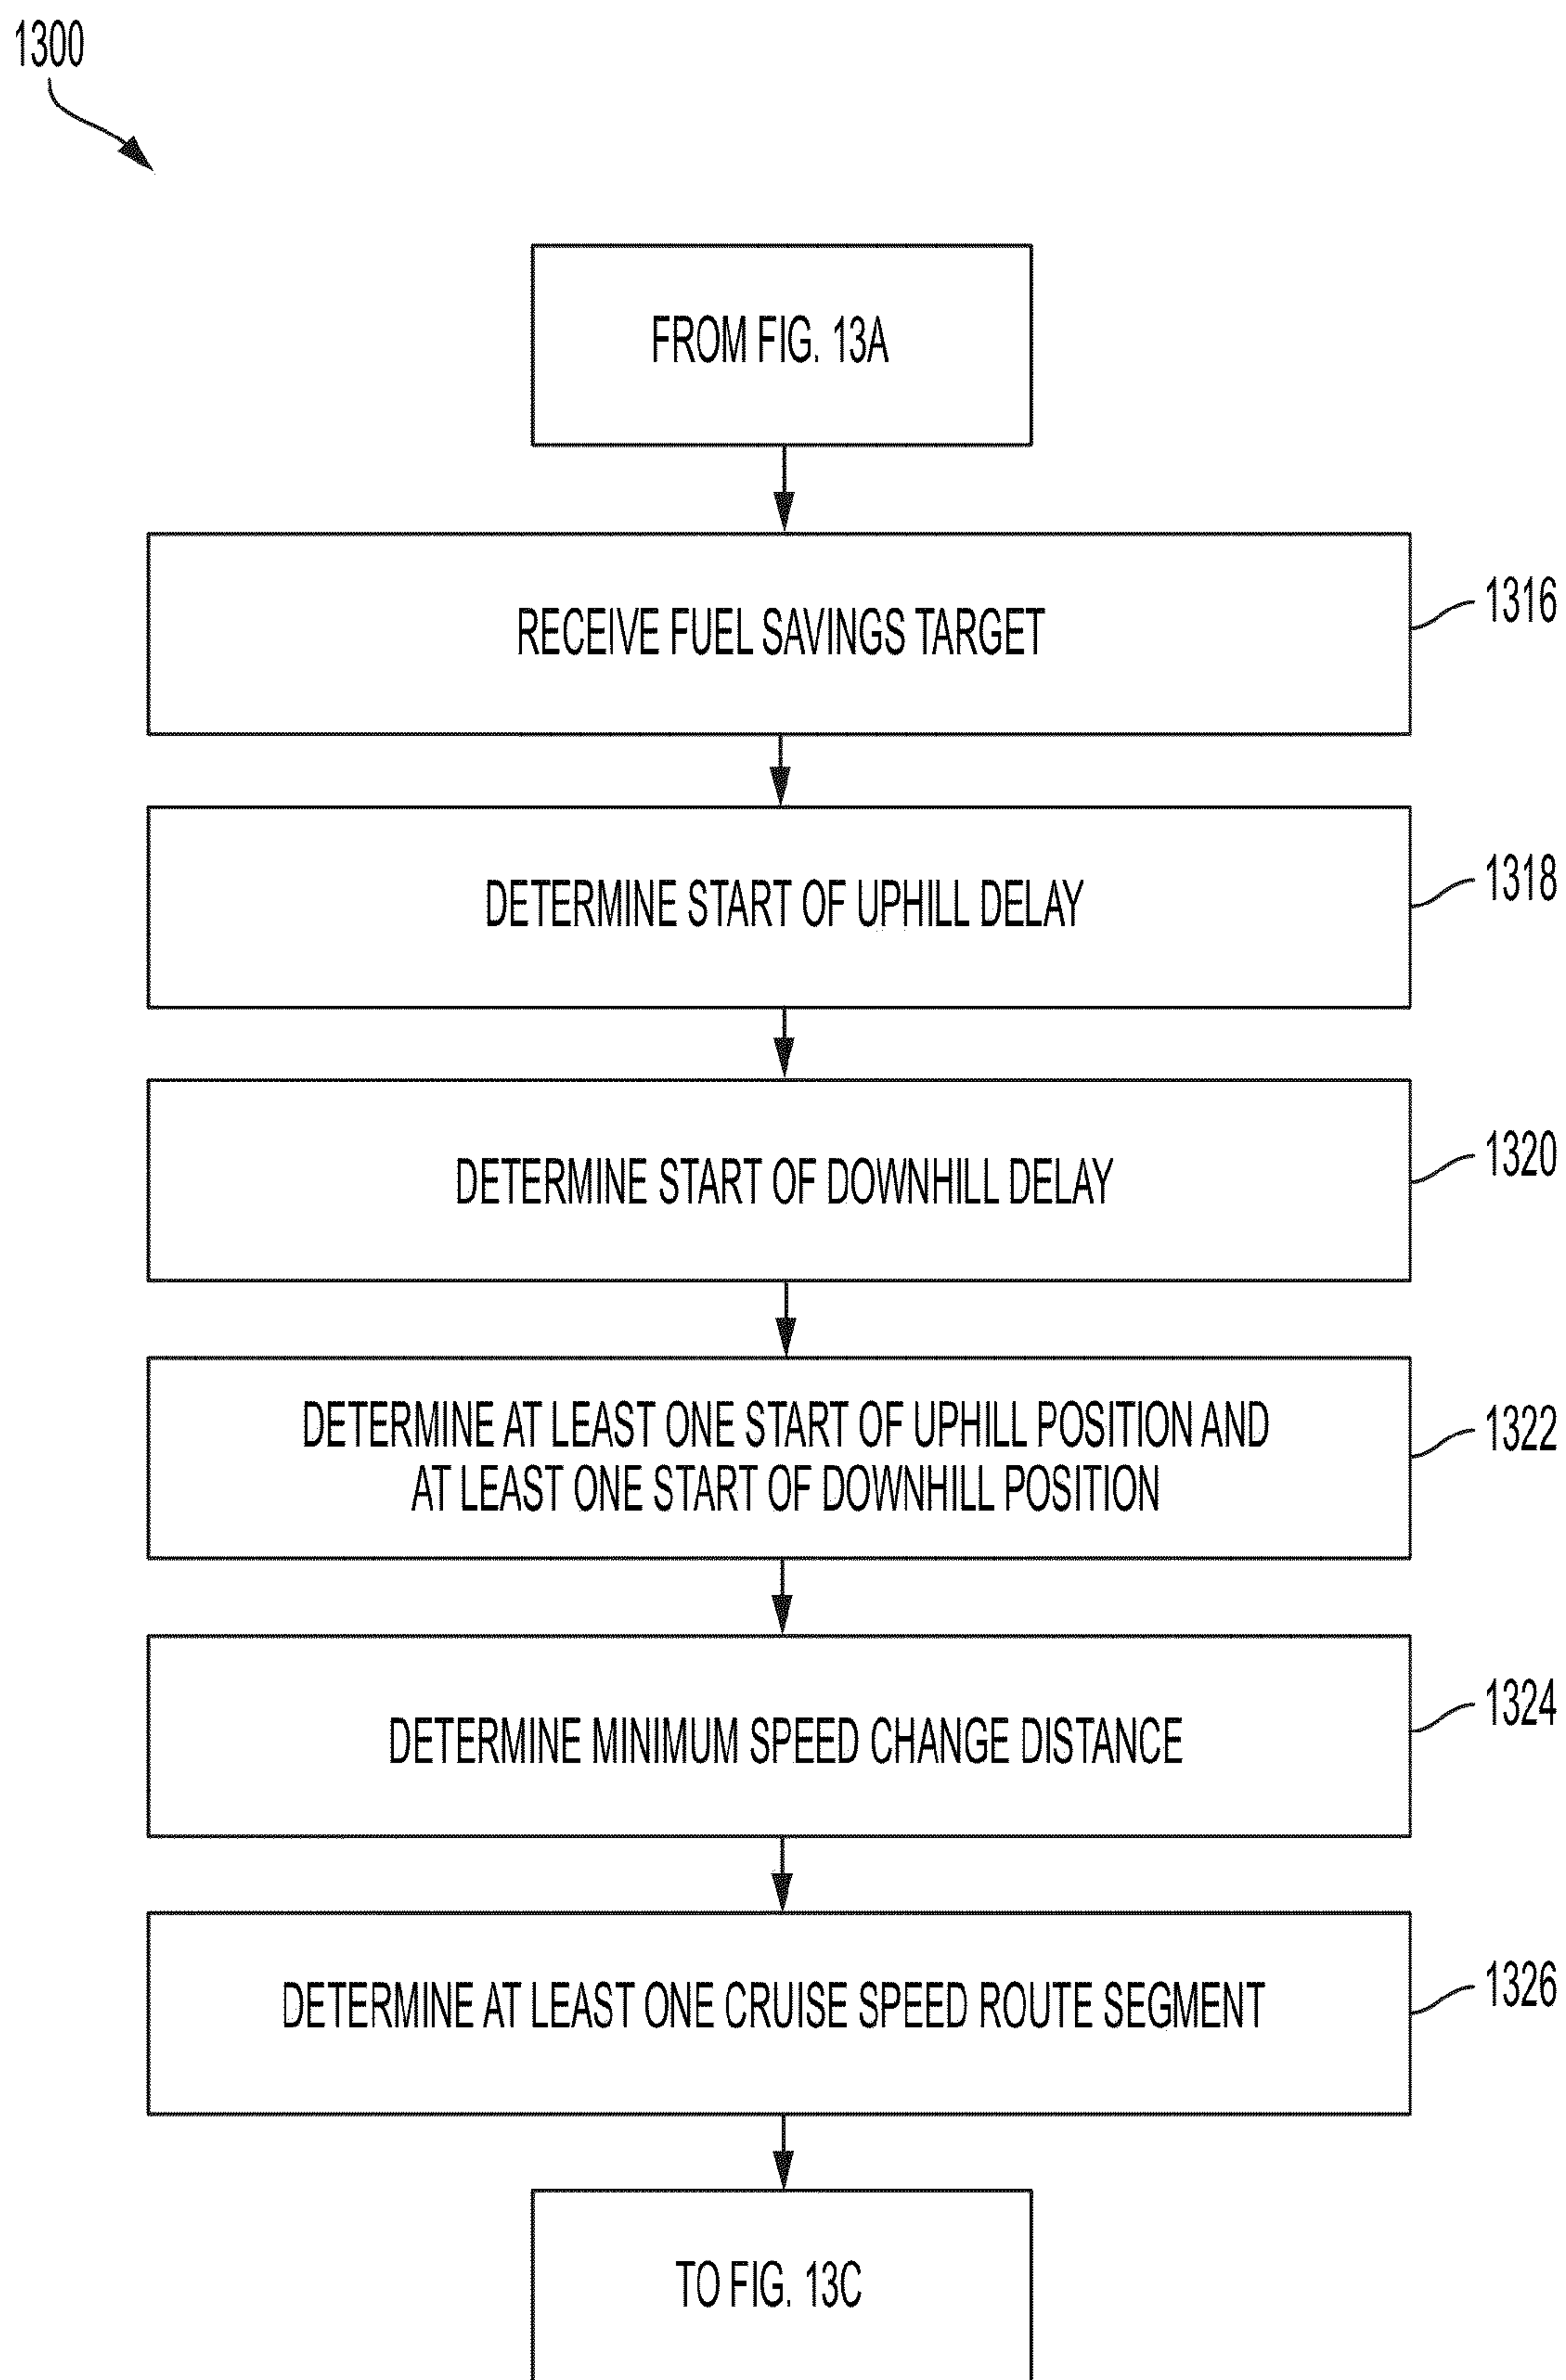 1300
FROM FIG. 13A
RECEIVE FUEL SAVINGS TARGET
1316
DETERMINE START OF UPHILL DELAY
1318
DETERMINE START OF DOWNHILL DELAY
1320
DETERMINE AT LEAST ONE START OF UPHILL POSITION AND
AT LEAST ONE START OF DOWNHILL POSITION
1322
DETERMINE MINIMUM SPEED CHANGE DISTANCE
1324
DETERMINE AT LEAST ONE CRUISE SPEED ROUTE SEGMENT
1326
TO FIG. 13C